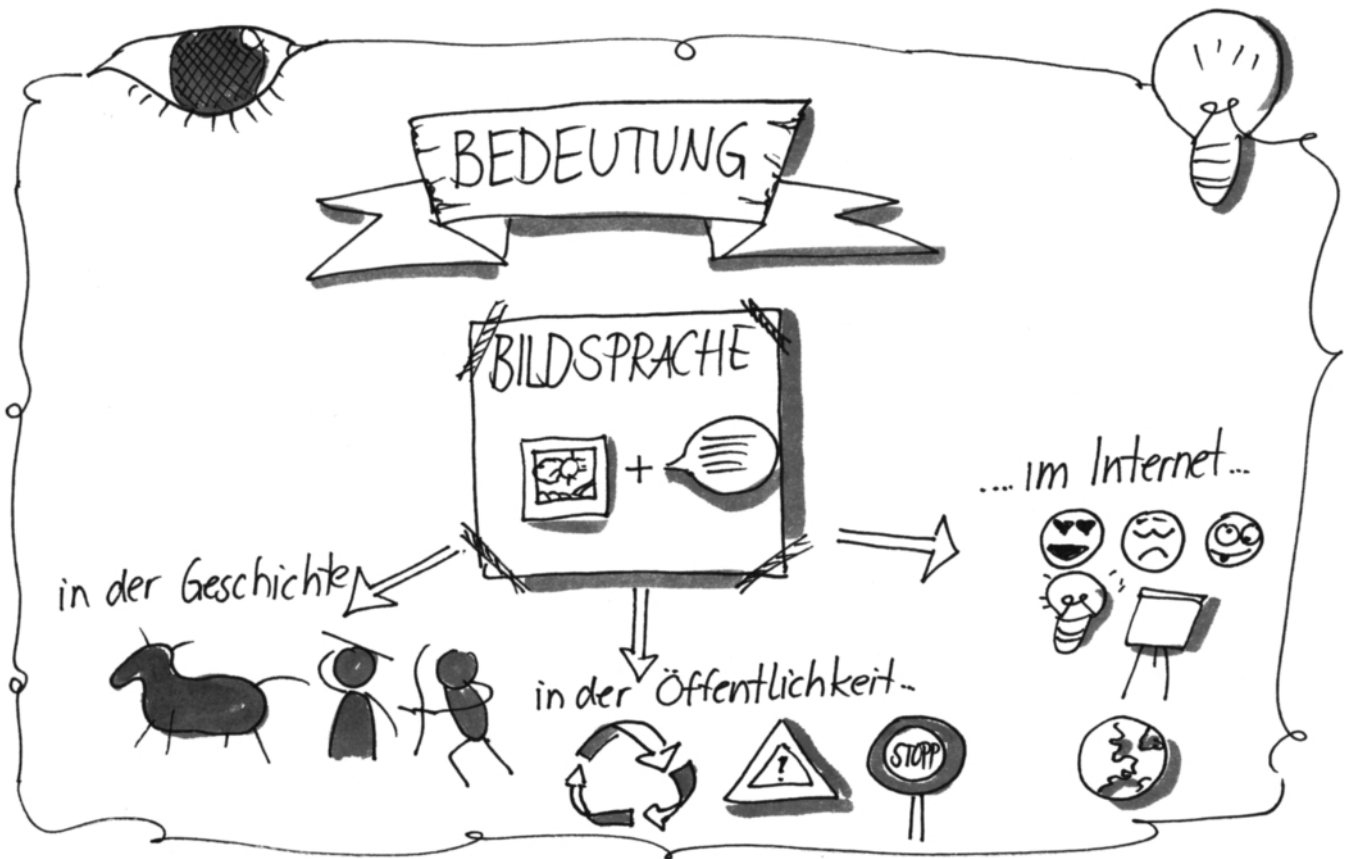 BEDEUTUNG
BILDSPRACHE
+
in der Geschichte
in der Öffentlichkeit..
.... im Internet...
!
STOPP